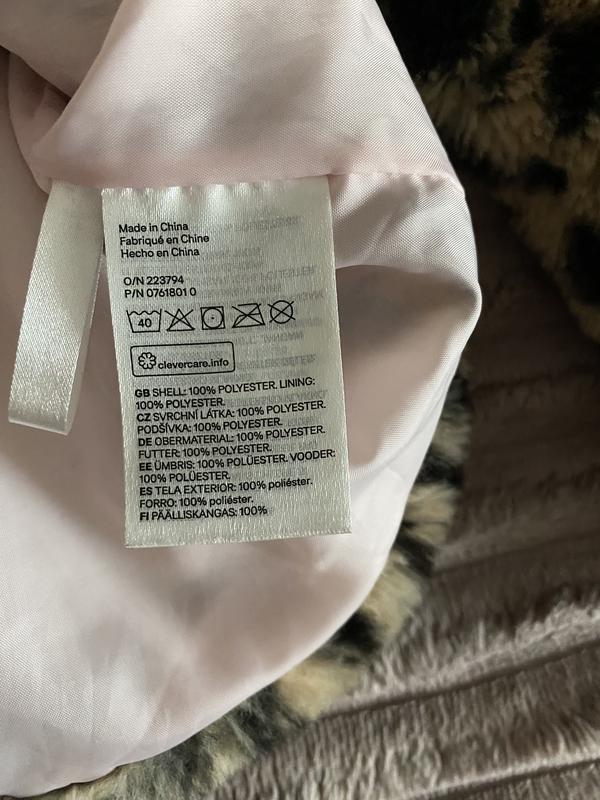 Made in China
Fabriqué en Chine
Hecho en China
O/N 223794
P/N 0761801 0
40
clevercare.info
GB SHELL: 100% POLYESTER. LINING:
100% POLYESTER.
CZ SVRCHNÍ LÁTKA: 100% POLYESTER.
PODŠÍVKA: 100% POLYESTER.
DE OBERMATERIAL: 100% POLYESTER.
FUTTER: 100% POLYESTER.
EE ÜMBRIS: 100% POLÜESTER. VOODER:
100% POLÜESTER.
ES TELA EXTERIOR: 100% poliéster.
FORRO: 100% poliéster.
FI PÄÄLLISKANGAS: 100%